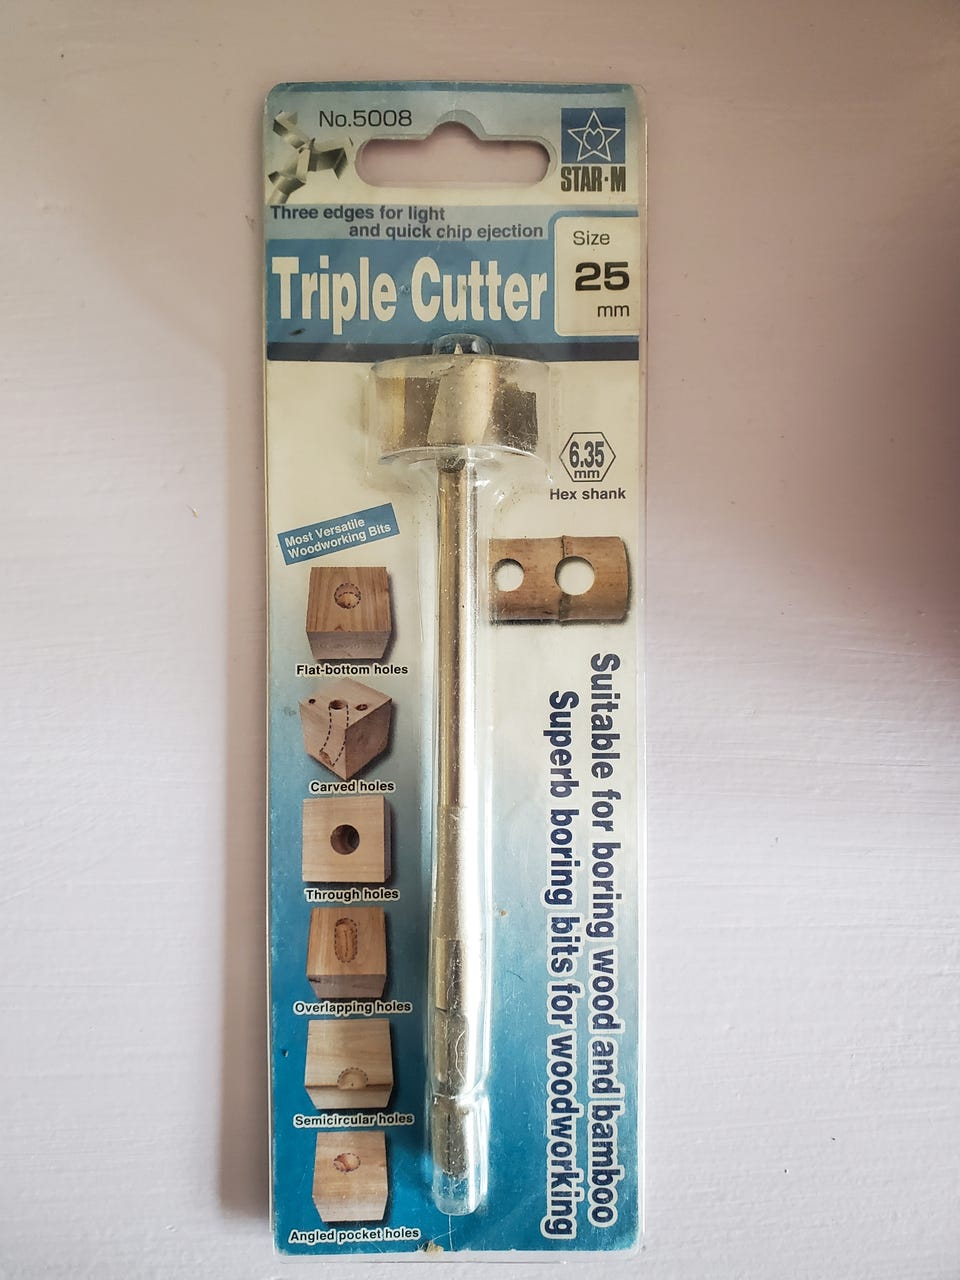 No.5008
STAR·M
Three edges for light
and quick chip ejection
Triple Cutter
Size
25
mm
6.35
mm
Hex shank
Most Versatile
Woodworking Bits
Flat-bottom holes
Carved holes
Through holes
Overlapping holes
Semicircular holes
Angled pocket holes
Suitable for boring wood and bamboo
Superb boring bits for woodworking